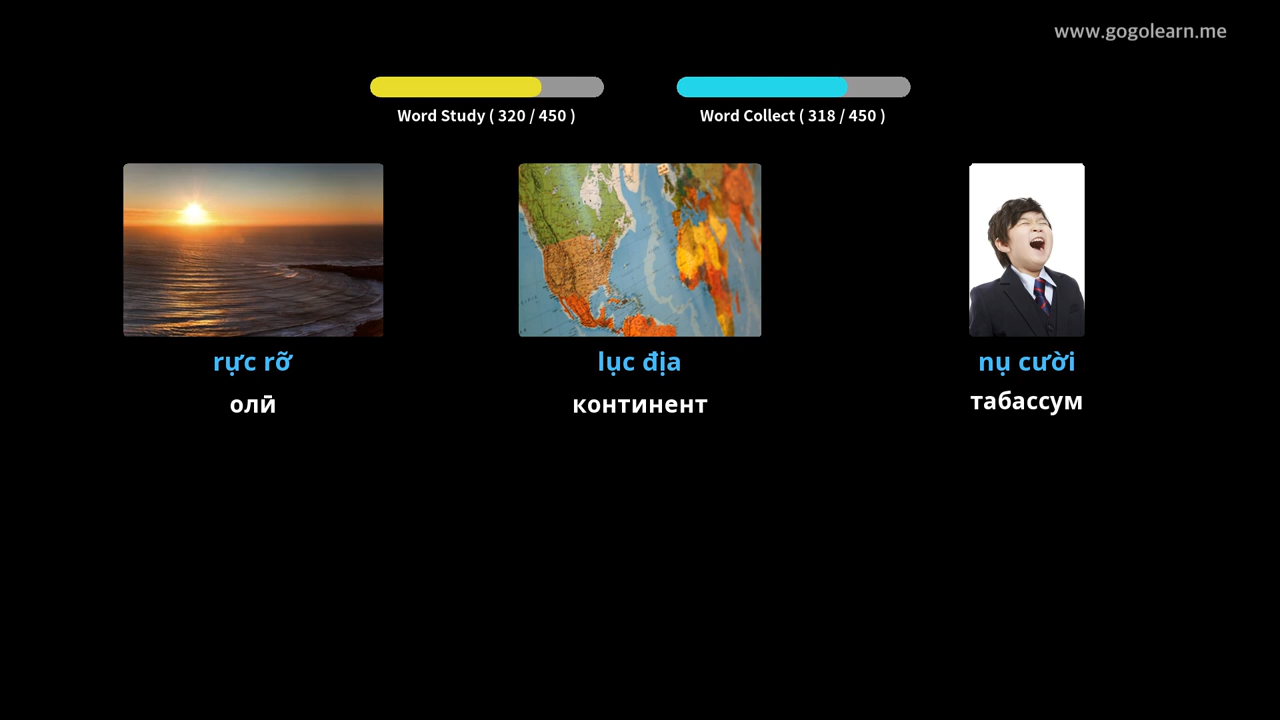 www.gogolearn.me
Word Study ( 320 / 450 )
Word Collect ( 318 / 450 )
rực rỡ
олӣ
lục địa
континент
nụ cười
табассум